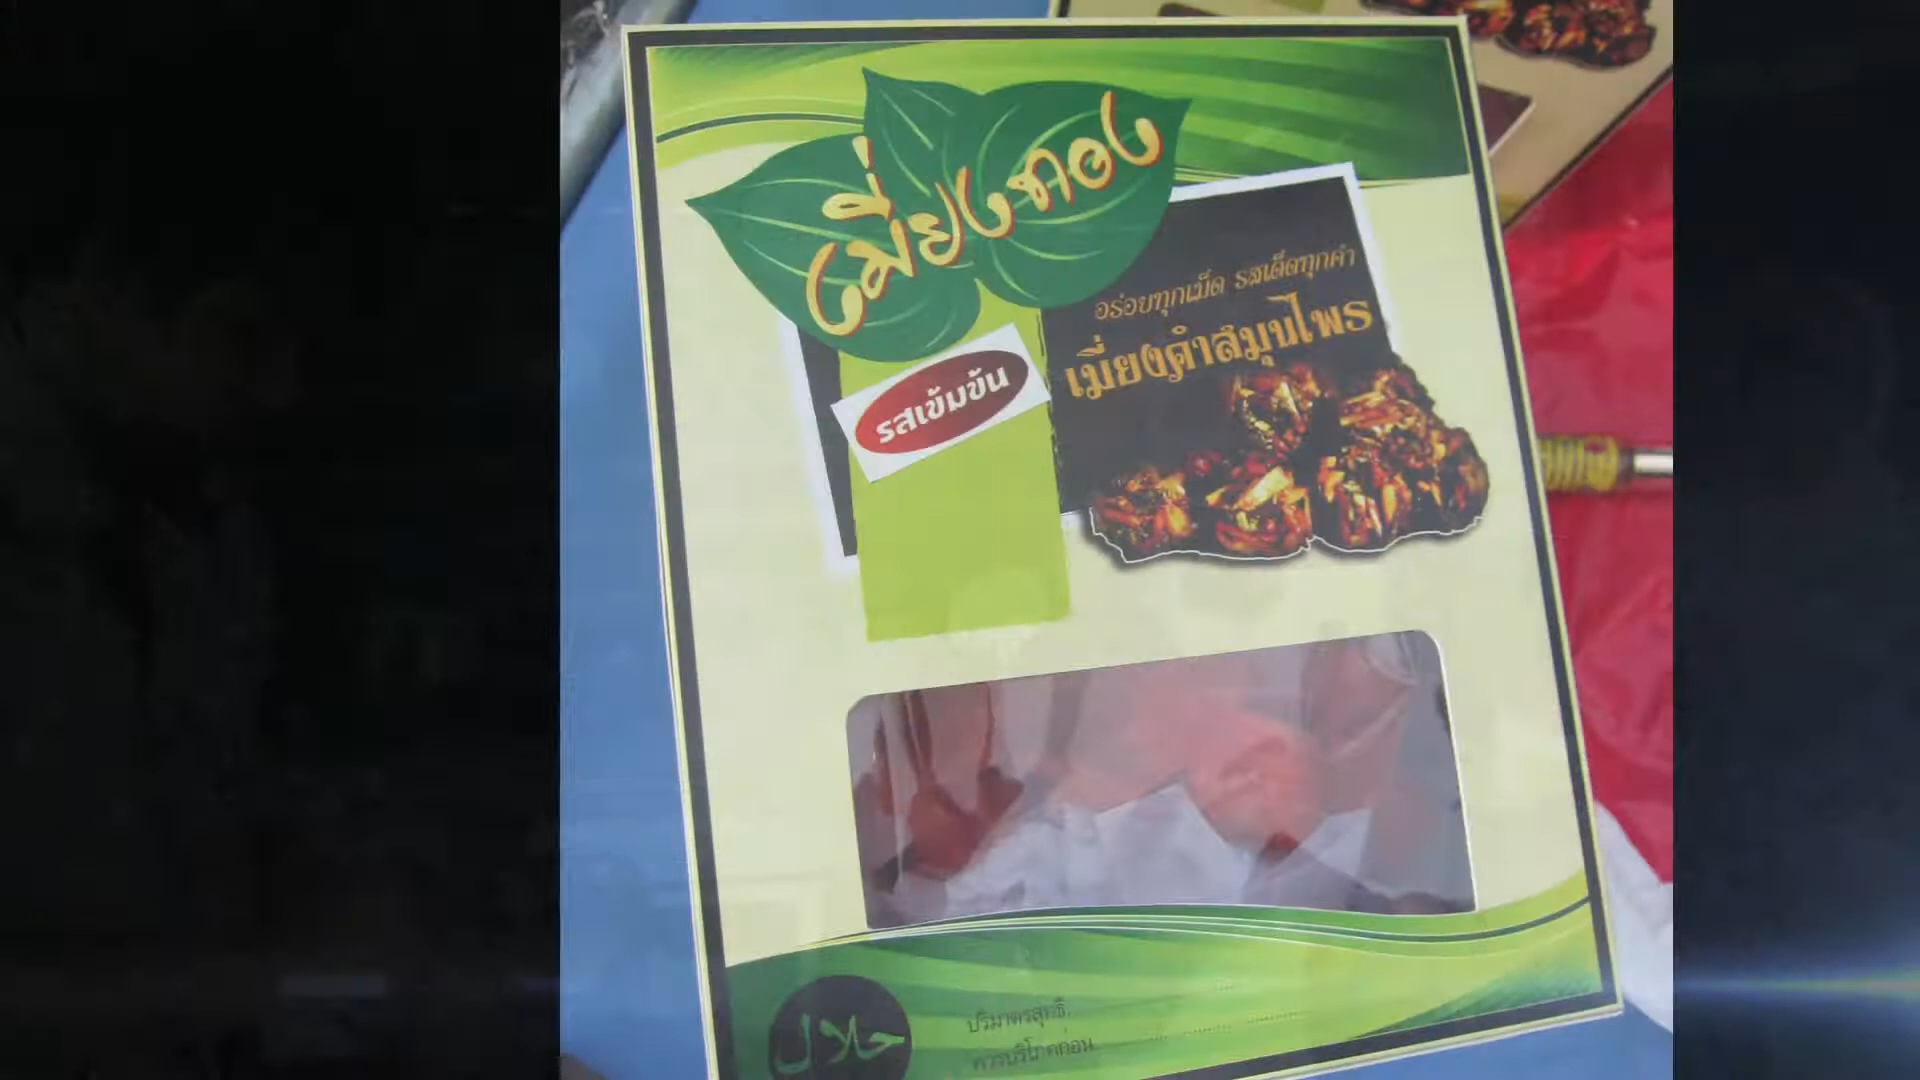 เมี่ยงทอง
อร่อยทุกเม็ด รสเด็ดทุกคำ
เมี่ยงคำสมุนไพร
รสเข้มข้น
حلال
ปริมาตรสุทธิ
ควรบริโภคก่อน